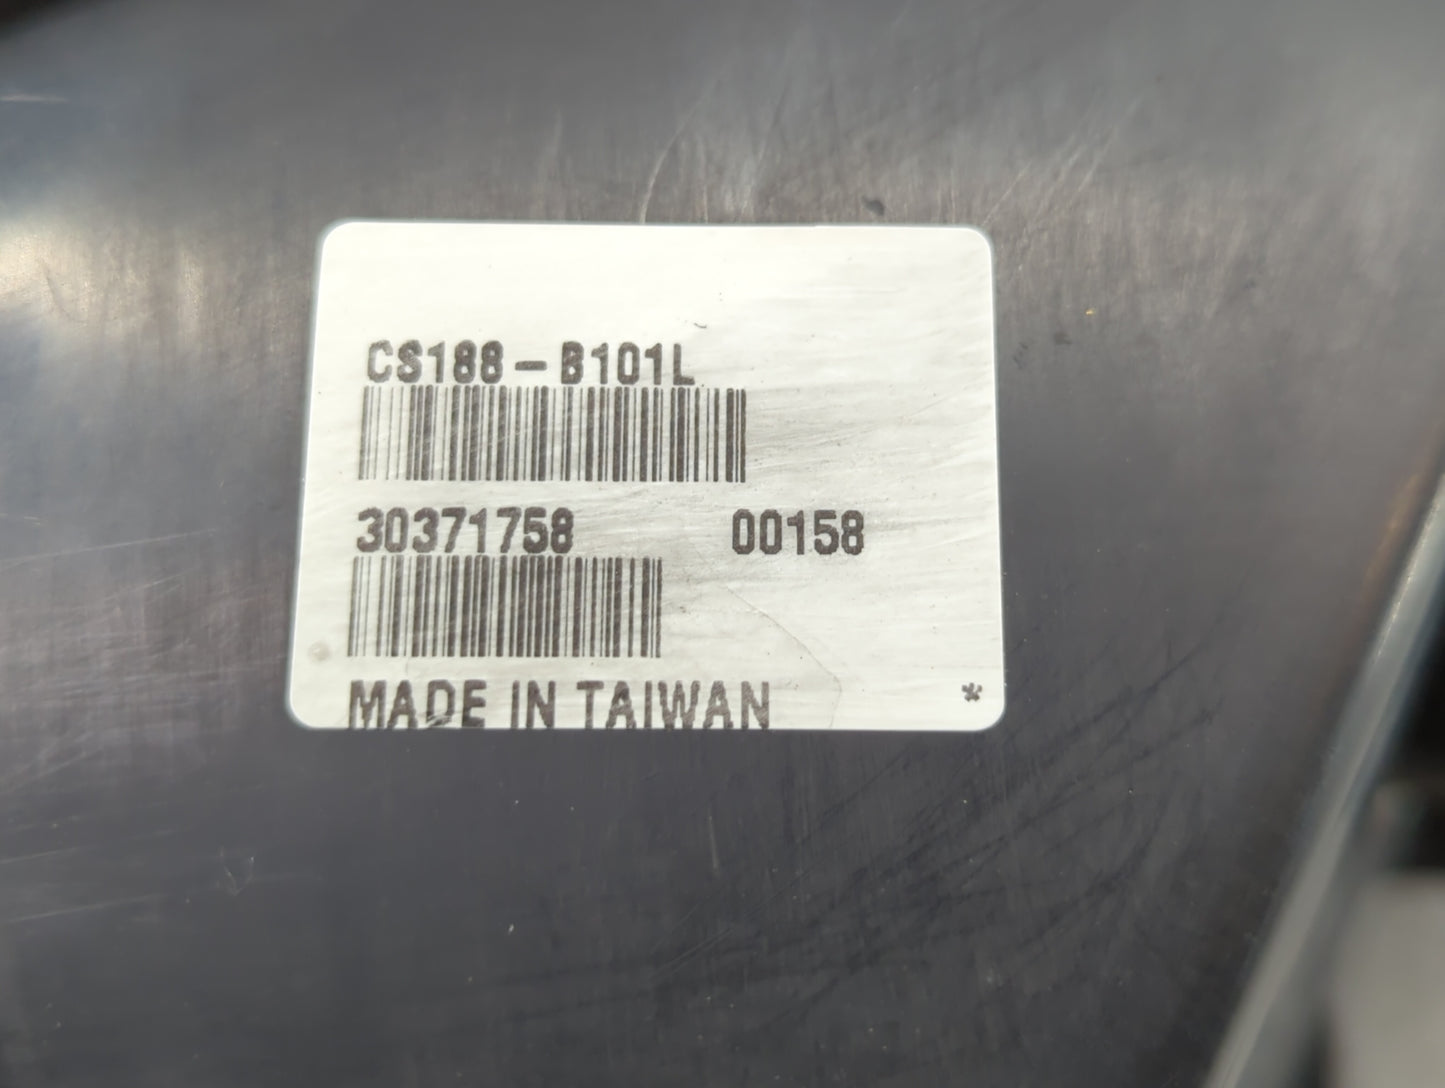 CS188-B101L
30371758 00158
MADE IN TAIWAN *